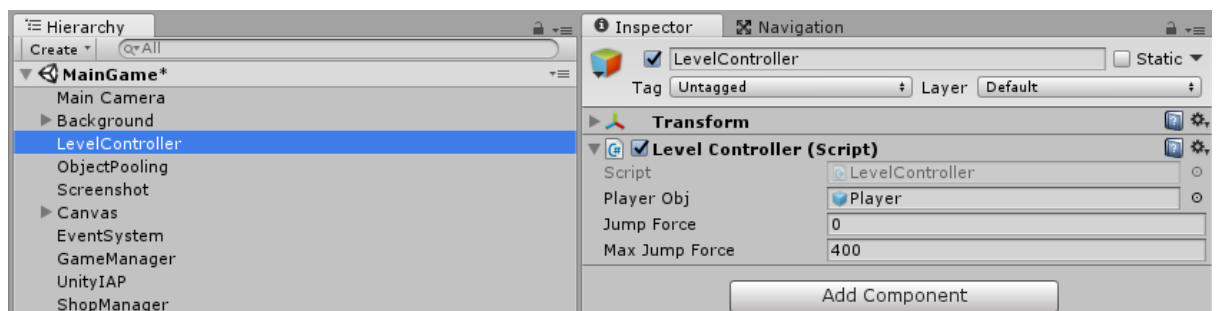 Hierarchy
Create
All
MainGame*
Main Camera
Background
LevelController
ObjectPooling
Screenshot
Canvas
EventSystem
GameManager
UnityIAP
ShopManager
Inspector
Navigation
LevelController
Static
Tag Untagged
Layer Default
Transform
Level Controller (Script)
Script LevelController
Player Obj Player
Jump Force 0
Max Jump Force 400
Add Component